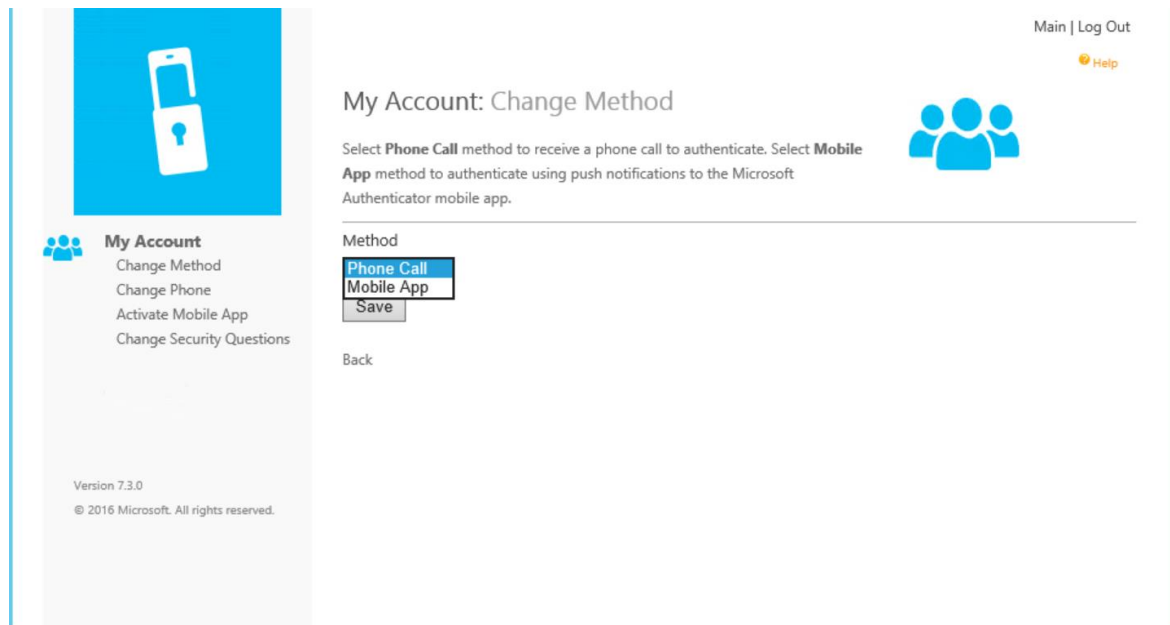 Main | Log Out
Help
My Account: Change Method
Select Phone Call method to receive a phone call to authenticate. Select Mobile
App method to authenticate using push notifications to the Microsoft
Authenticator mobile app.
My Account
Change Method
Change Phone
Activate Mobile App
Change Security Questions
Method
Phone Call
Mobile App
Save
Back
Version 7.3.0
© 2016 Microsoft. All rights reserved.